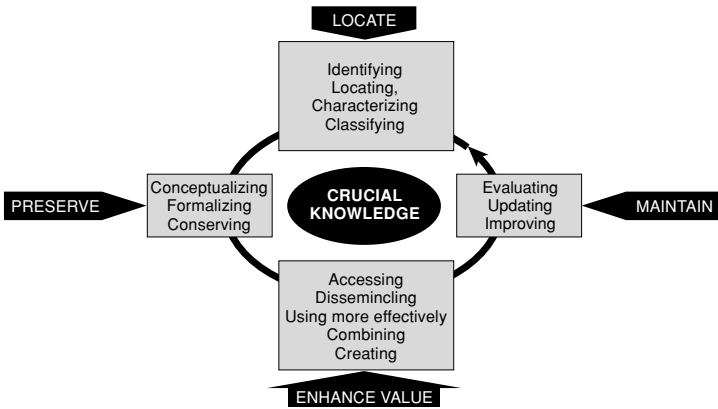 LOCATE
Identifying
Locating,
Characterizing
Classifying
PRESERVE
Conceptualizing
Formalizing
Conserving
CRUCIAL
KNOWLEDGE
Evaluating
Updating
Improving
MAINTAIN
Accessing
Dissemincling
Using more effectively
Combining
Creating
ENHANCE VALUE